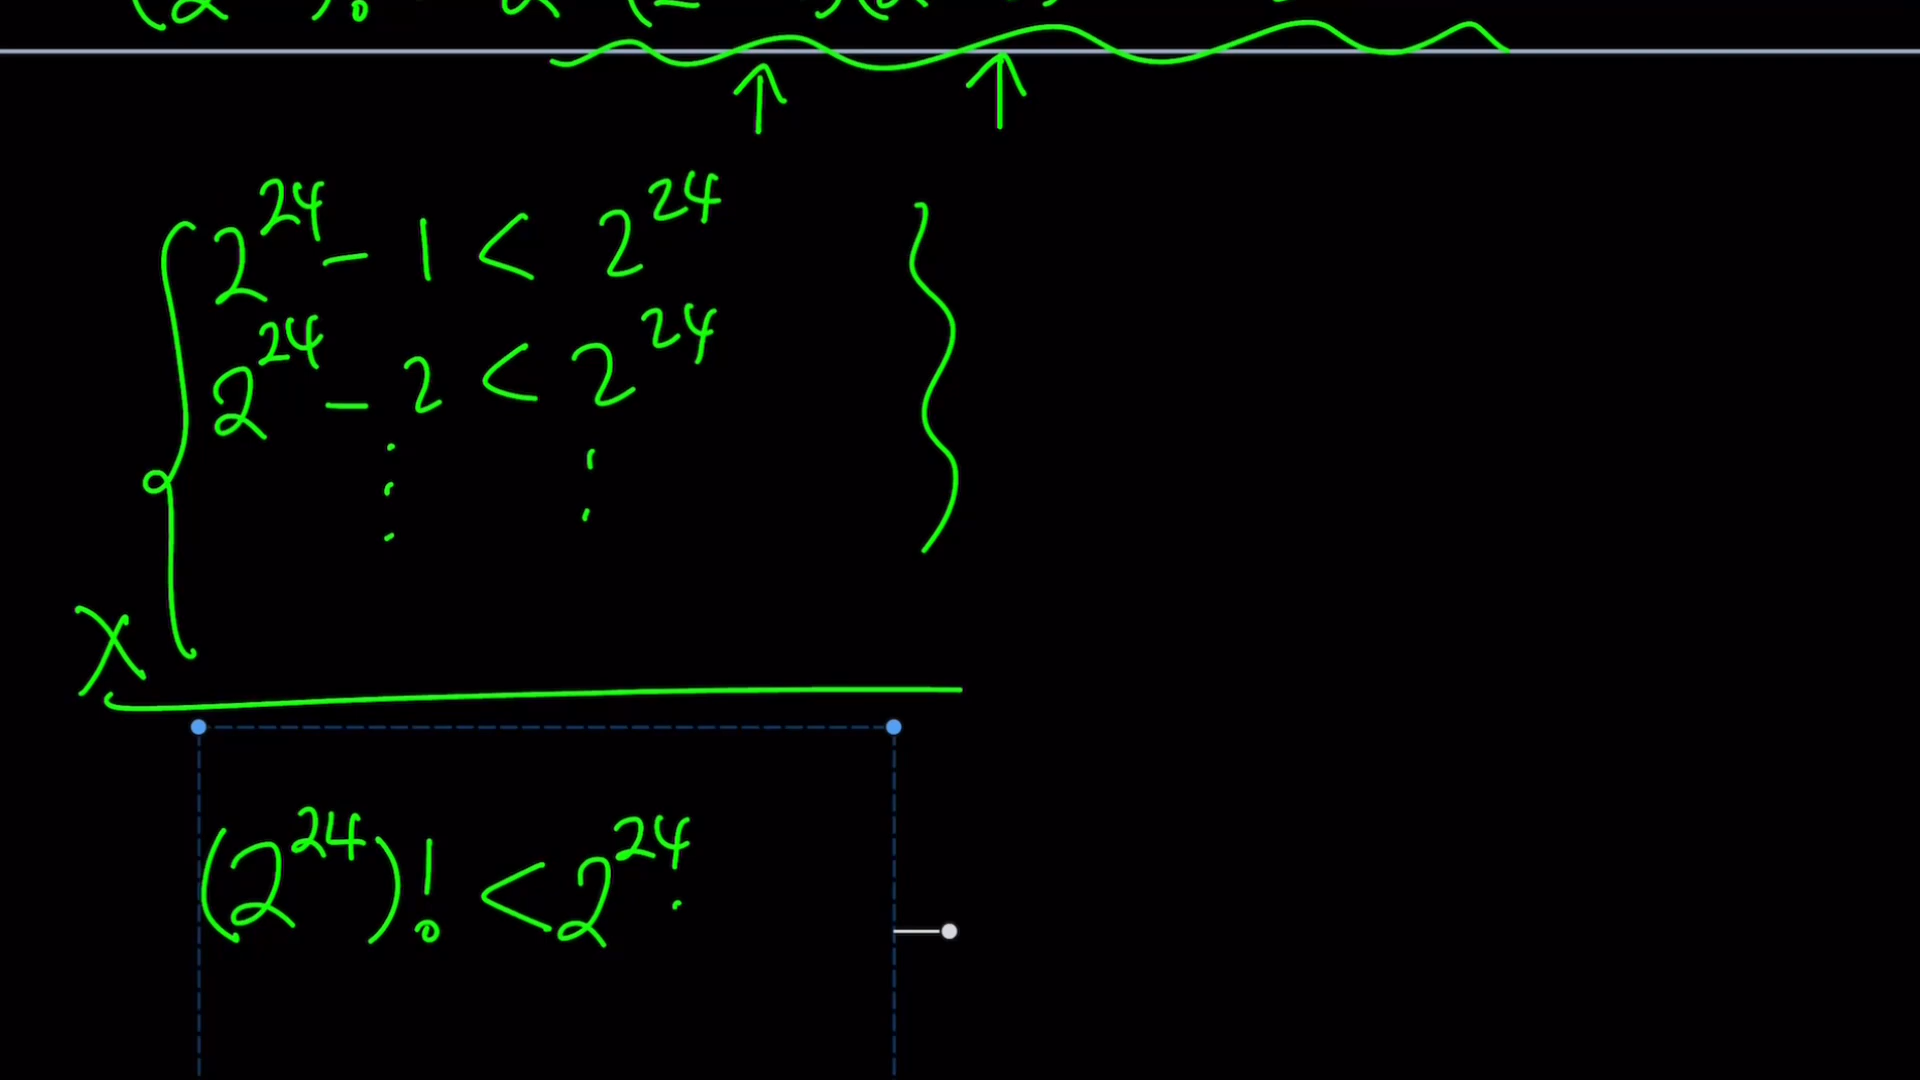 2^24 - 1 < 2^24
2^24 - 2 < 2^24
⋮ ⋮
X
(2^24)! < 2^24 .